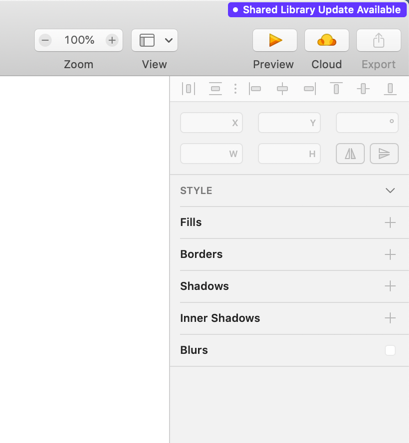 Shared Library Update Available
100%
Zoom View Preview Cloud Export
X Y °
W H
STYLE
Fills
Borders
Shadows
Inner Shadows
Blurs